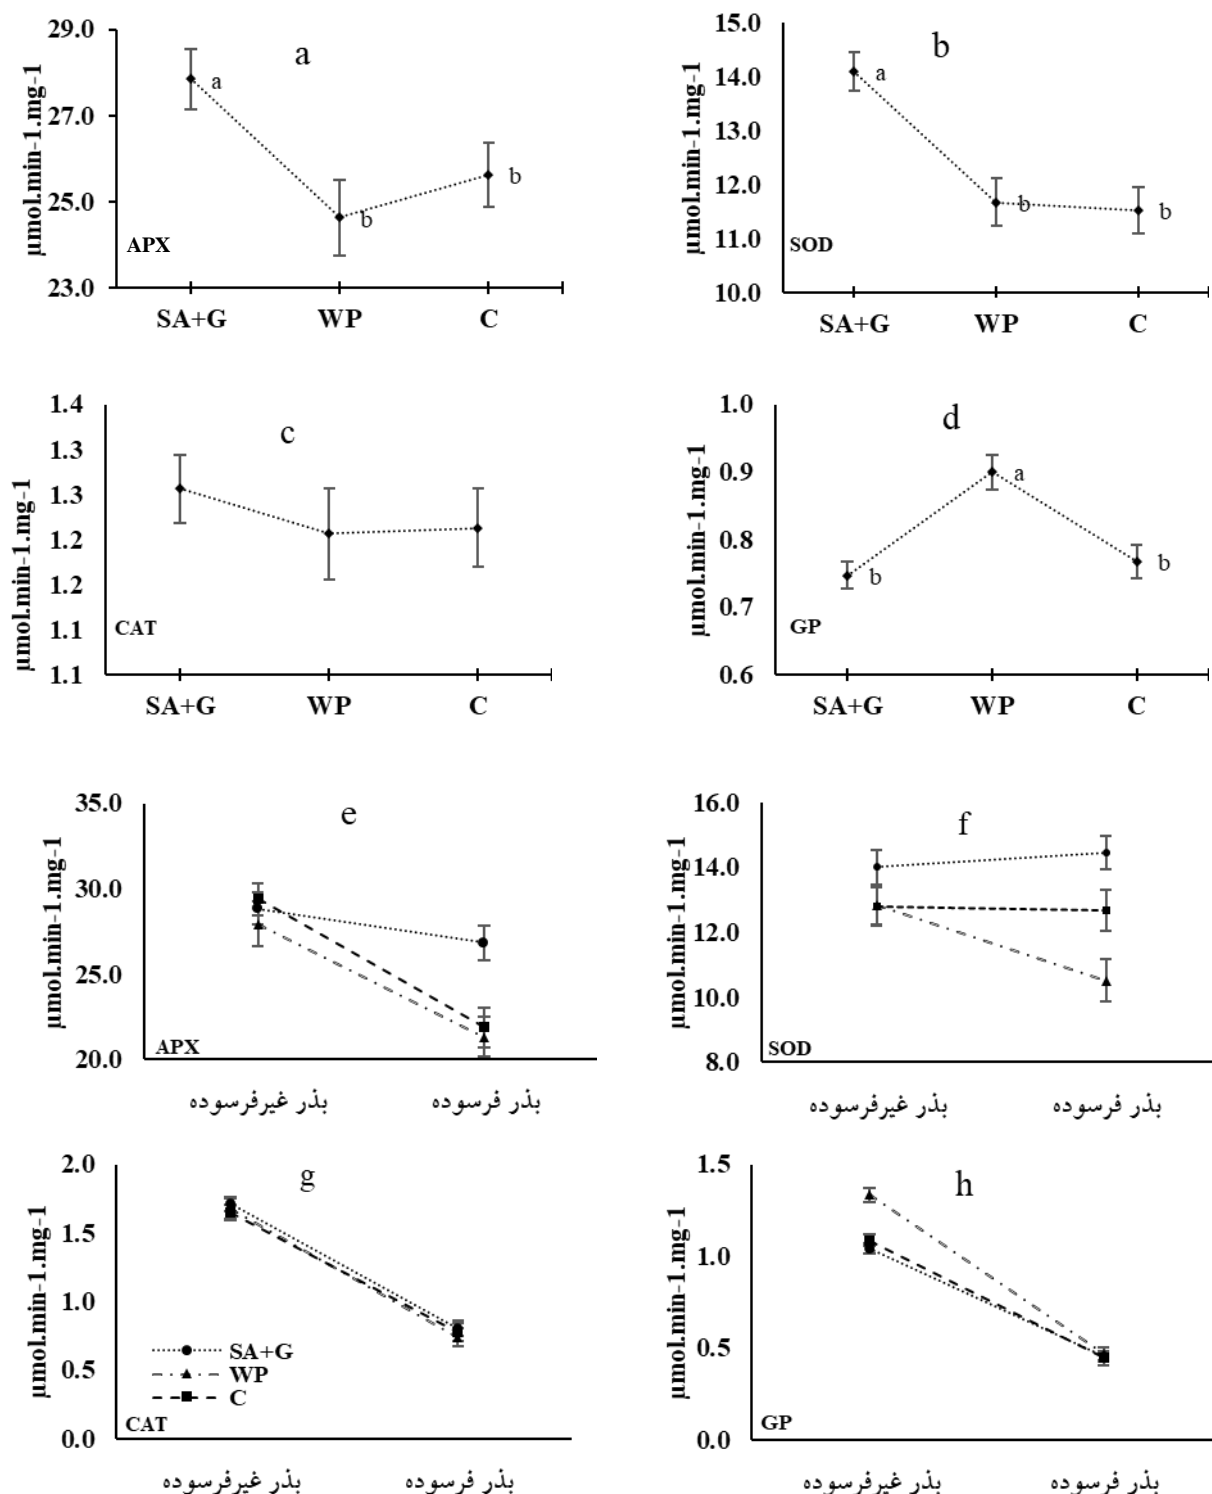 a
29.0
27.0
25.0
23.0
µmol.min-1.mg-1
a
b
b
APX
SA+G WP C
b
15.0
14.0
13.0
12.0
11.0
10.0
µmol.min-1.mg-1
a
b
b
SOD
SA+G WP C
c
1.4
1.3
1.3
1.2
1.2
1.1
1.1
µmol.min-1.mg-1
CAT
SA+G WP C
d
1.0
0.9
0.8
0.7
0.6
µmol.min-1.mg-1
b
a
b
GP
SA+G WP C
e
35.0
30.0
25.0
20.0
µmol.min-1.mg-1
APX
بذر غیرفرسوده
بذر فرسوده
f
16.0
14.0
12.0
10.0
8.0
µmol.min-1.mg-1
SOD
بذر غیرفرسوده
بذر فرسوده
g
2.0
1.5
1.0
0.5
0.0
µmol.min-1.mg-1
SA+G
WP
C
CAT
بذر غیرفرسوده
بذر فرسوده
h
1.5
1.0
0.5
0.0
µmol.min-1.mg-1
GP
بذر غیرفرسوده
بذر فرسوده